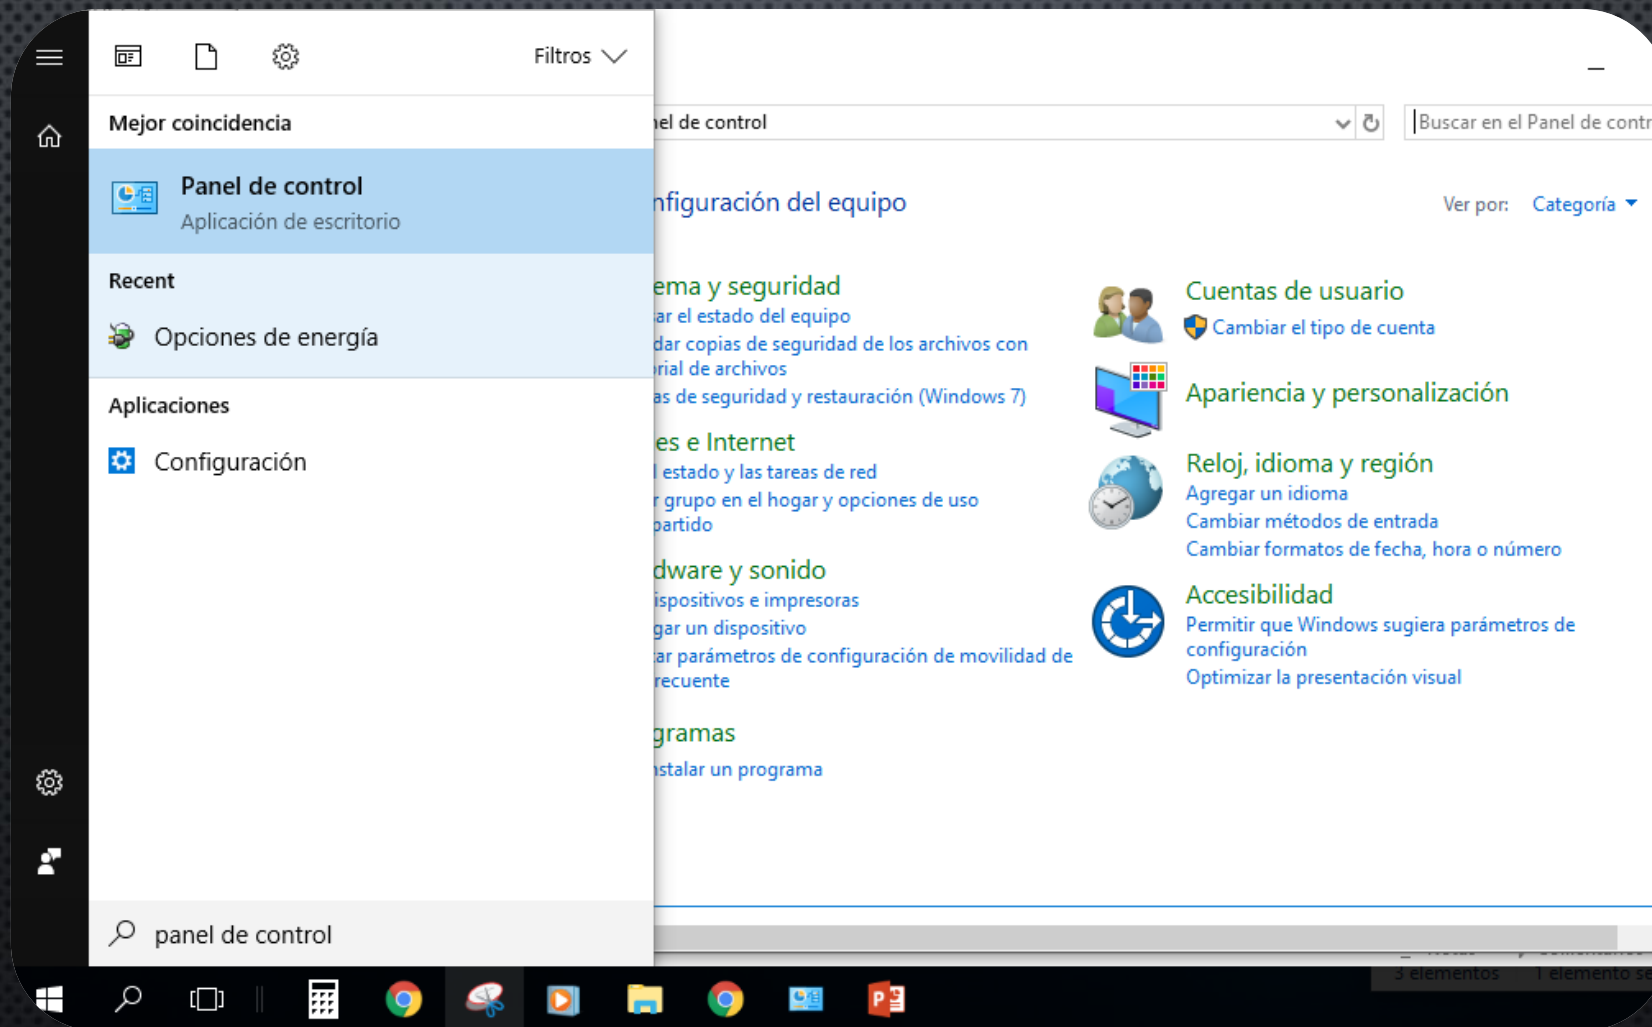 Filtros
Mejor coincidencia
Panel de control
Aplicación de escritorio
Recent
Opciones de energía
Aplicaciones
Configuración
panel de control
el de control
Buscar en el Panel de contr
nfiguración del equipo
Ver por: Categoría
ema y seguridad
ar el estado del equipo
dar copias de seguridad de los archivos con
rial de archivos
as de seguridad y restauración (Windows 7)
es e Internet
l estado y las tareas de red
r grupo en el hogar y opciones de uso
partido
dware y sonido
ispositivos e impresoras
gar un dispositivo
ar parámetros de configuración de movilidad de
recuente
gramas
stalar un programa
Cuentas de usuario
Cambiar el tipo de cuenta
Apariencia y personalización
Reloj, idioma y región
Agregar un idioma
Cambiar métodos de entrada
Cambiar formatos de fecha, hora o número
Accesibilidad
Permitir que Windows sugiera parámetros de
configuración
Optimizar la presentación visual
3 elementos 1 elemento se